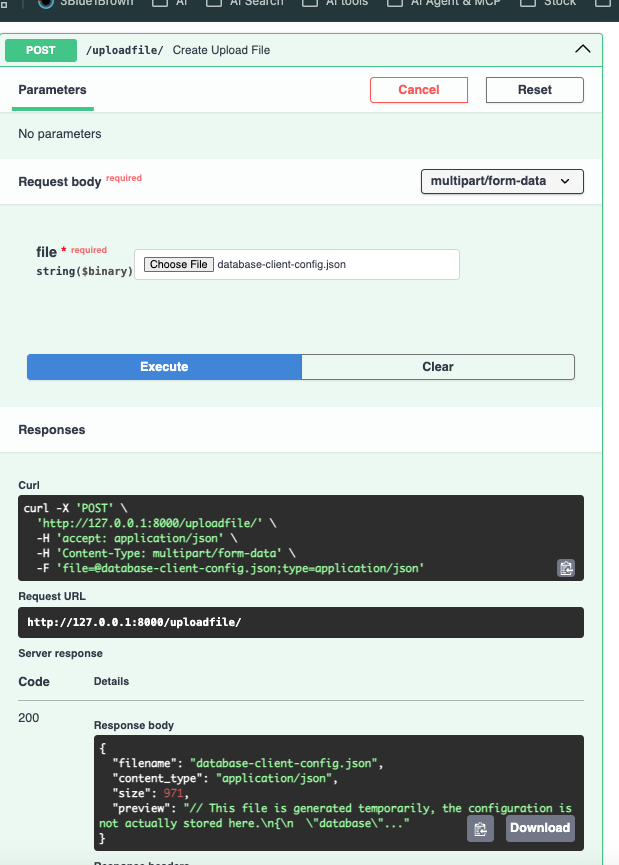 3Blue1Brown AI AI Search AI tools AI Agent & MCP Stock
POST /uploadfile/ Create Upload File
Parameters Cancel Reset
No parameters
Request body required multipart/form-data
file * required
string($binary) Choose File database-client-config.json
Execute Clear
Responses
Curl
curl -X 'POST' \
'http://127.0.0.1:8000/uploadfile/' \
-H 'accept: application/json' \
-H 'Content-Type: multipart/form-data' \
-F 'file=@database-client-config.json;type=application/json'
Request URL
http://127.0.0.1:8000/uploadfile/
Server response
Code Details
200
Response body
{
"filename": "database-client-config.json",
"content_type": "application/json",
"size": 971,
"preview": "// This file is generated temporarily, the configuration is
not actually stored here.\n{\n  \"database\"..."
}
Download
Response headers